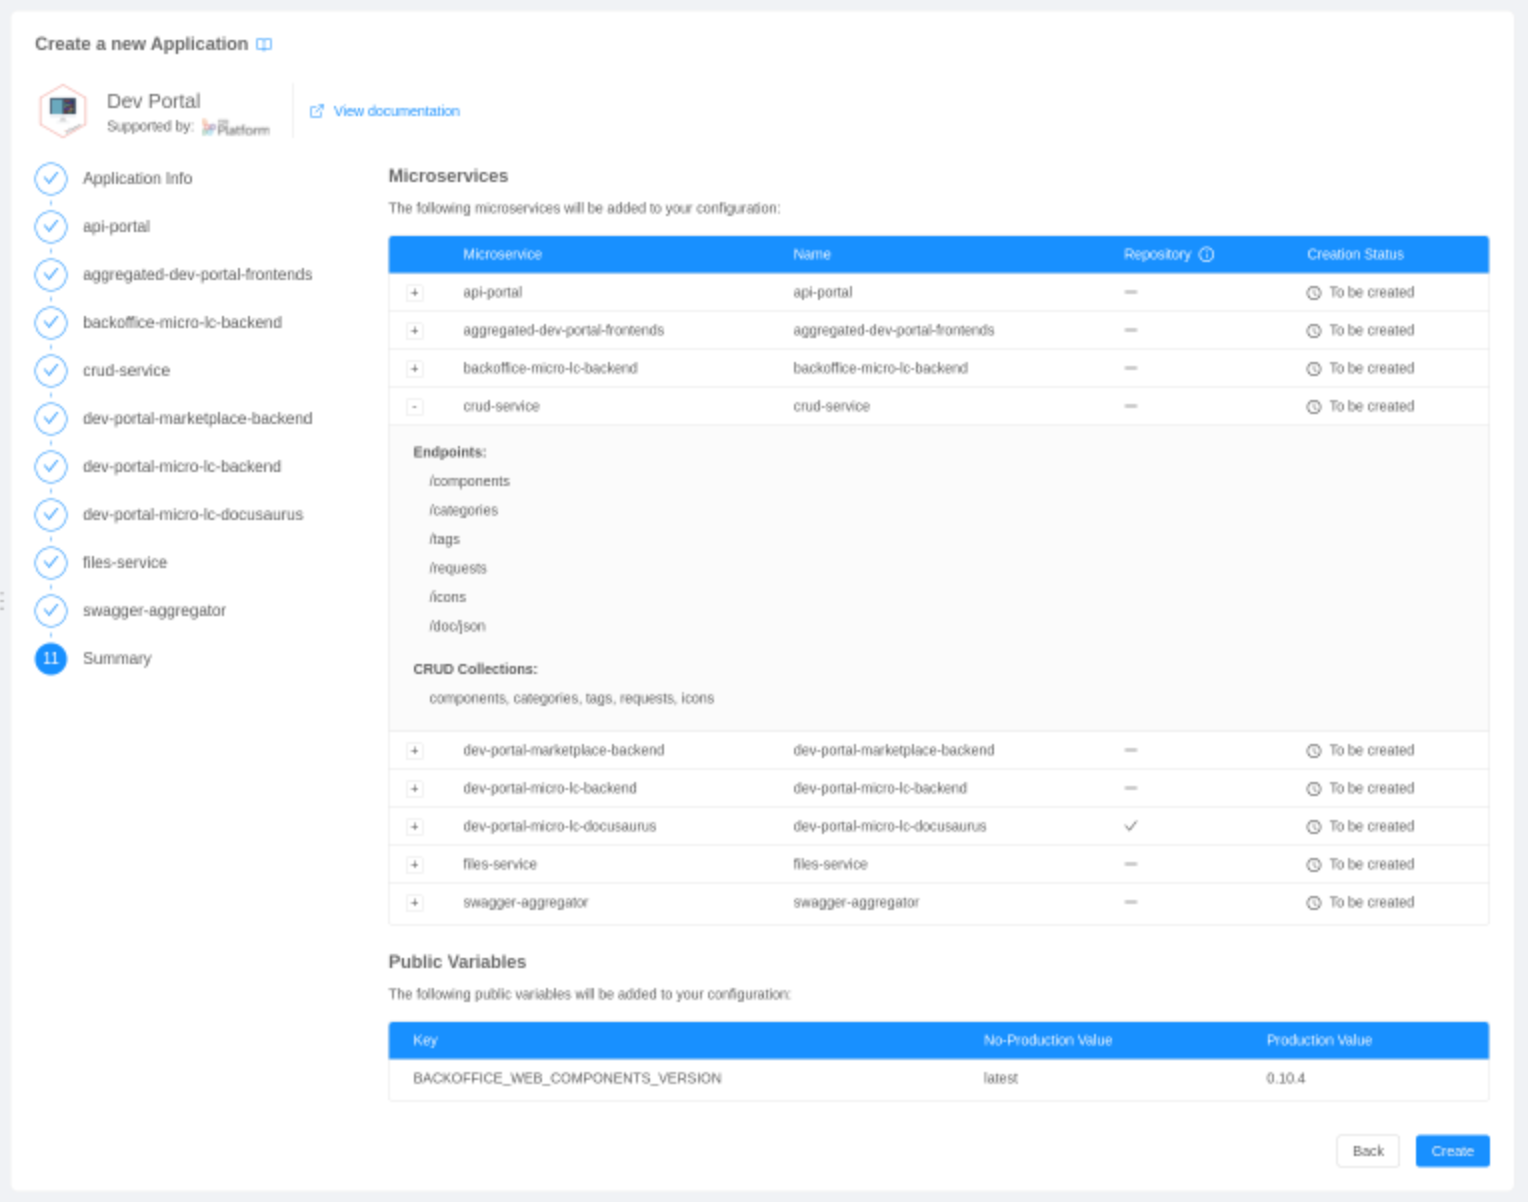 Create a new Application
Dev Portal
Supported by: Platform
View documentation
Application Info
api-portal
aggregated-dev-portal-frontends
backoffice-micro-lc-backend
crud-service
dev-portal-marketplace-backend
dev-portal-micro-lc-backend
dev-portal-micro-lc-docusaurus
files-service
swagger-aggregator
11 Summary
Microservices
The following microservices will be added to your configuration:
Microservice Name Repository Creation Status
+ api-portal api-portal — To be created
+ aggregated-dev-portal-frontends aggregated-dev-portal-frontends — To be created
+ backoffice-micro-lc-backend backoffice-micro-lc-backend — To be created
- crud-service crud-service — To be created
Endpoints:
/components
/categories
/tags
/requests
/icons
/doc/json
CRUD Collections:
components, categories, tags, requests, icons
+ dev-portal-marketplace-backend dev-portal-marketplace-backend — To be created
+ dev-portal-micro-lc-backend dev-portal-micro-lc-backend — To be created
+ dev-portal-micro-lc-docusaurus dev-portal-micro-lc-docusaurus ✓ To be created
+ files-service files-service — To be created
+ swagger-aggregator swagger-aggregator — To be created
Public Variables
The following public variables will be added to your configuration:
Key No-Production Value Production Value
BACKOFFICE_WEB_COMPONENTS_VERSION latest 0.10.4
Back Create